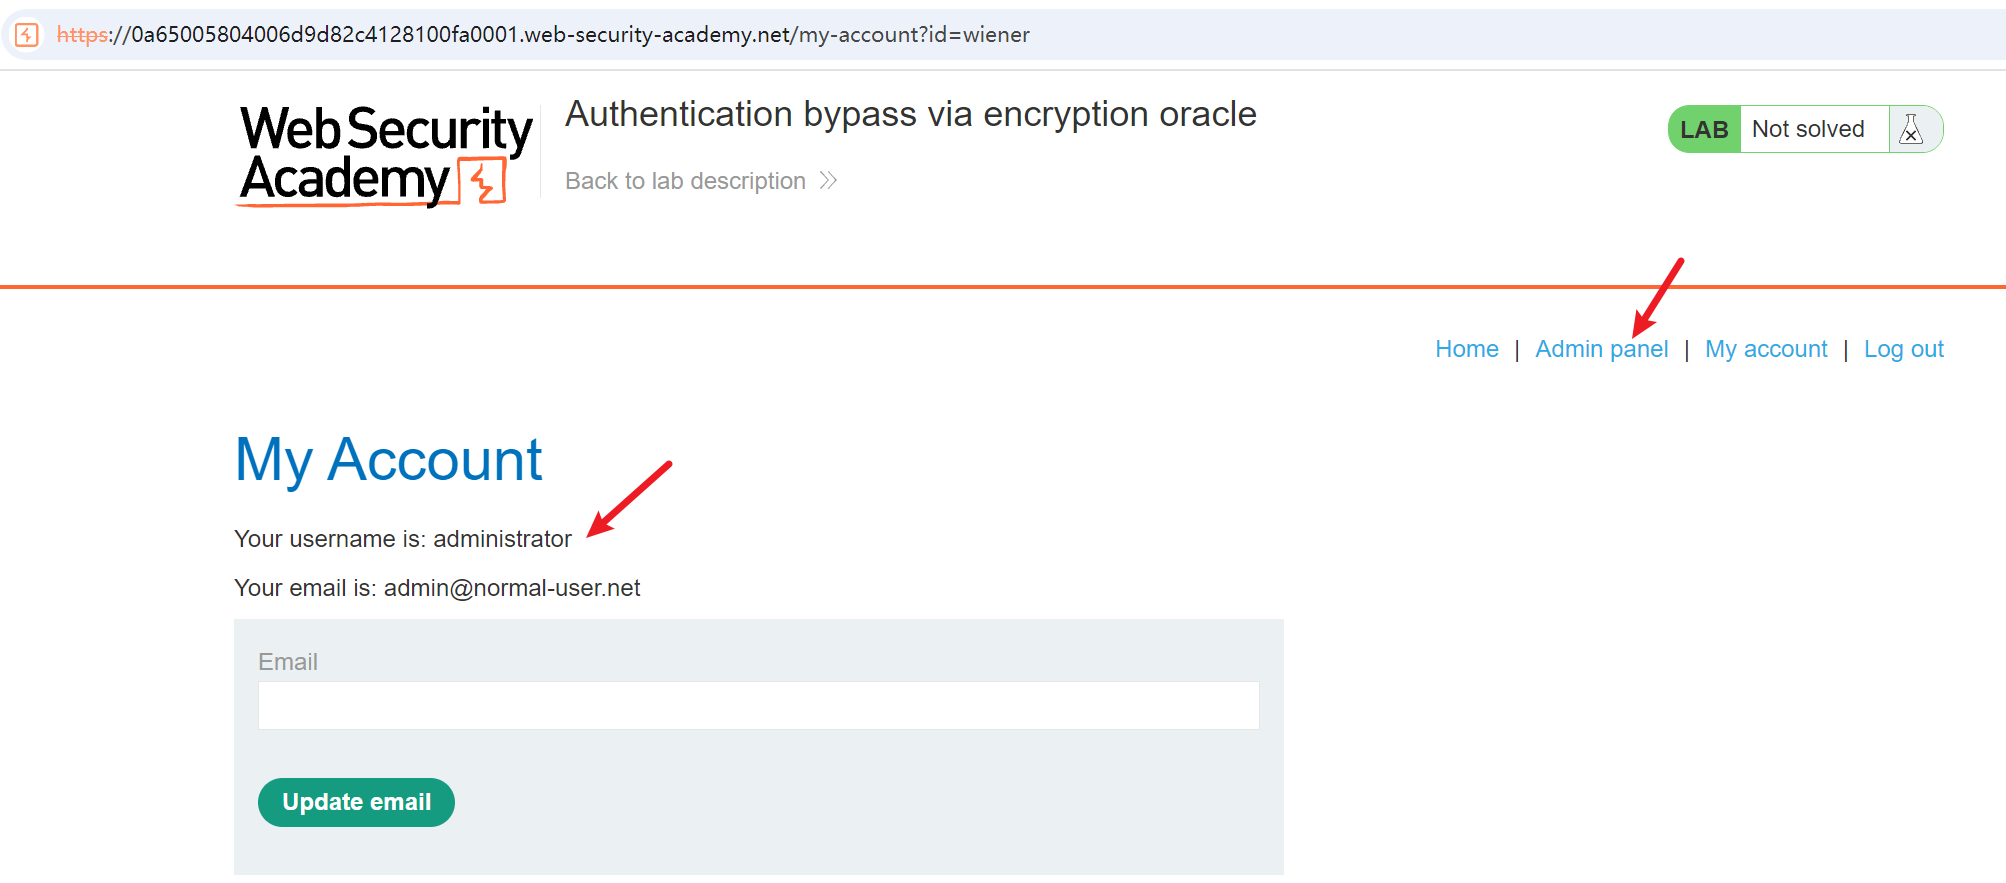 https://0a65005804006d9d82c4128100fa0001.web-security-academy.net/my-account?id=wiener
Web Security
Academy
Authentication bypass via encryption oracle
Back to lab description
LAB Not solved
Home | Admin panel | My account | Log out
My Account
Your username is: administrator
Your email is: admin@normal-user.net
Email
Update email